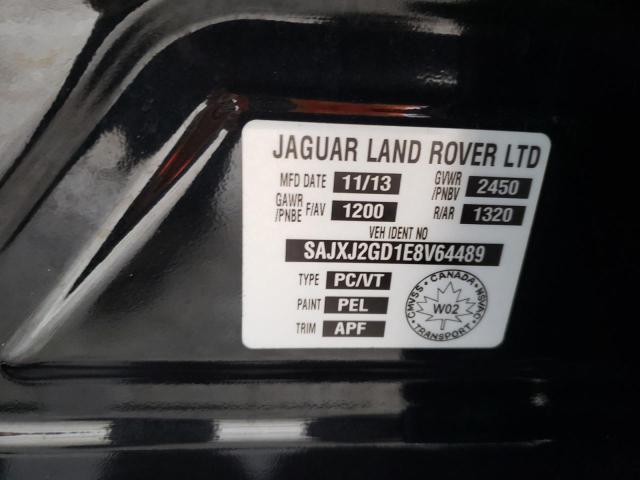 JAGUAR LAND ROVER LTD
MFD DATE 11/13 GVWR /PNBV 2450
GAWR /PNBE F/AV 1200 R/AR 1320
VEH IDENT NO
SAJXJ2GD1E8V64489
TYPE PC/VT
PAINT PEL
TRIM APF
CMVSS CANADA NSVAC
W02
TRANSPORT